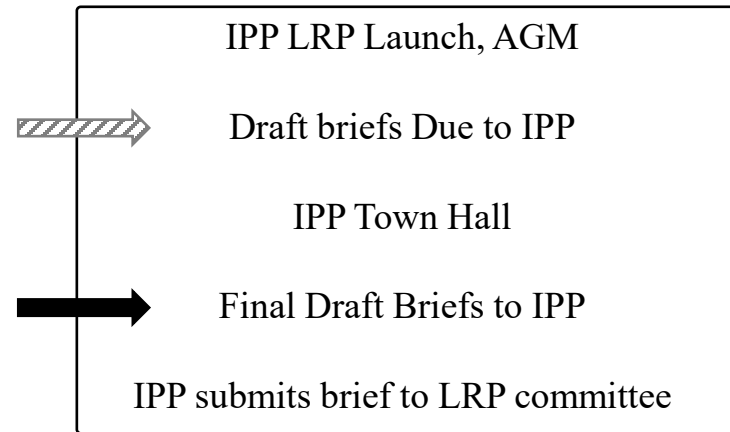 IPP LRP Launch, AGM
Draft briefs Due to IPP
IPP Town Hall
Final Draft Briefs to IPP
IPP submits brief to LRP committee